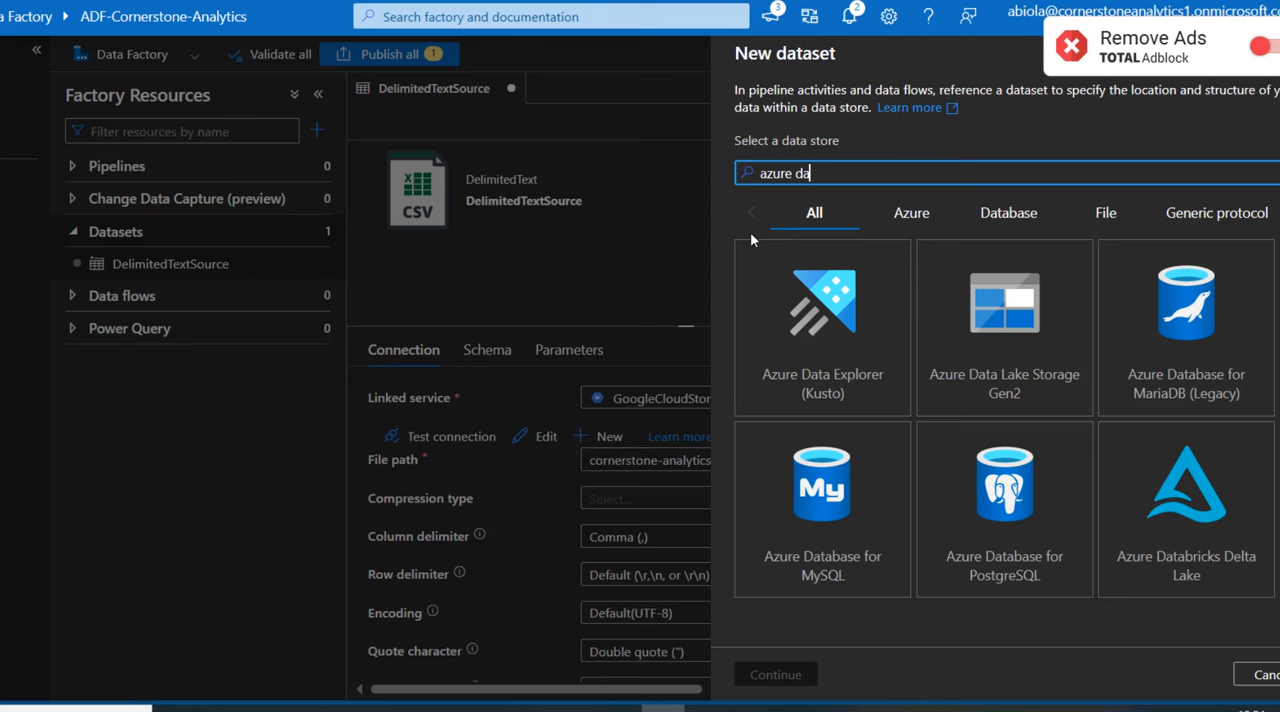 a Factory
ADF-Cornerstone-Analytics
Search factory and documentation
3
2
abiola@cornerstoneanalytics1.onmicrosoft.c
Remove Ads
TOTAL Adblock
Data Factory
Validate all
Publish all
1
Factory Resources
Filter resources by name
Pipelines
0
Change Data Capture (preview)
0
Datasets
1
DelimitedTextSource
Data flows
0
Power Query
0
DelimitedTextSource
CSV
DelimitedText
DelimitedTextSource
Connection
Schema
Parameters
Linked service *
GoogleCloudStor
Test connection
Edit
New
Learn more
File path *
cornerstone-analytics
Compression type
Select...
Column delimiter
Comma (,)
Row delimiter
Default (\r,\n, or \r\n)
Encoding
Default(UTF-8)
Quote character
Double quote (")
New dataset
In pipeline activities and data flows, reference a dataset to specify the location and structure of y
data within a data store. Learn more
Select a data store
azure da
All
Azure
Database
File
Generic protocol
Azure Data Explorer
(Kusto)
Azure Data Lake Storage
Gen2
Azure Database for
MariaDB (Legacy)
My
Azure Database for
MySQL
Azure Database for
PostgreSQL
Azure Databricks Delta
Lake
Continue
Canc